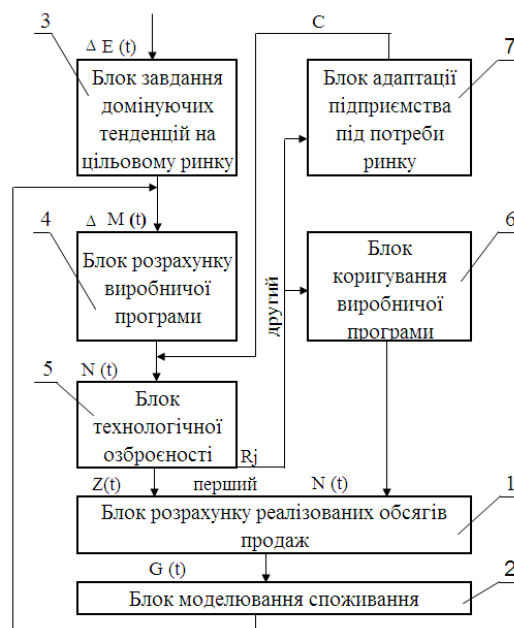 3
Δ E (t)
C
7
Блок завдання
домінуючих
тенденцій на
цільовому ринку
Блок адаптації
підприємства
під потреби
ринку
4
Δ M (t)
6
Блок розрахунку
виробничої
програми
другий
Блок
коригування
виробничої
програми
5
N (t)
Блок
технологічної
озброєності
Rj
Z(t)
перший
N (t)
1
Блок розрахунку реалізованих обсягів
продаж
G (t)
2
Блок моделювання споживання